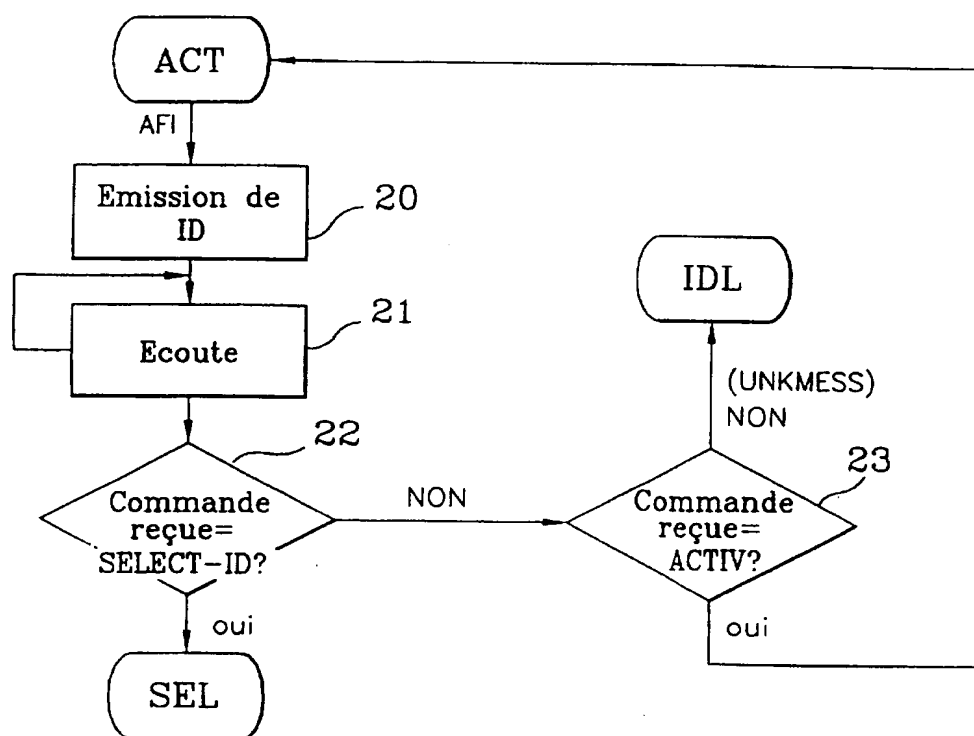 ACT
AFI
Emission de
ID
20
21
Ecoute
22
Commande
reçue=
SELECT-ID?
NON
oui
SEL
IDL
(UNKMESS)
NON
23
Commande
reçue=
ACTIV?
oui